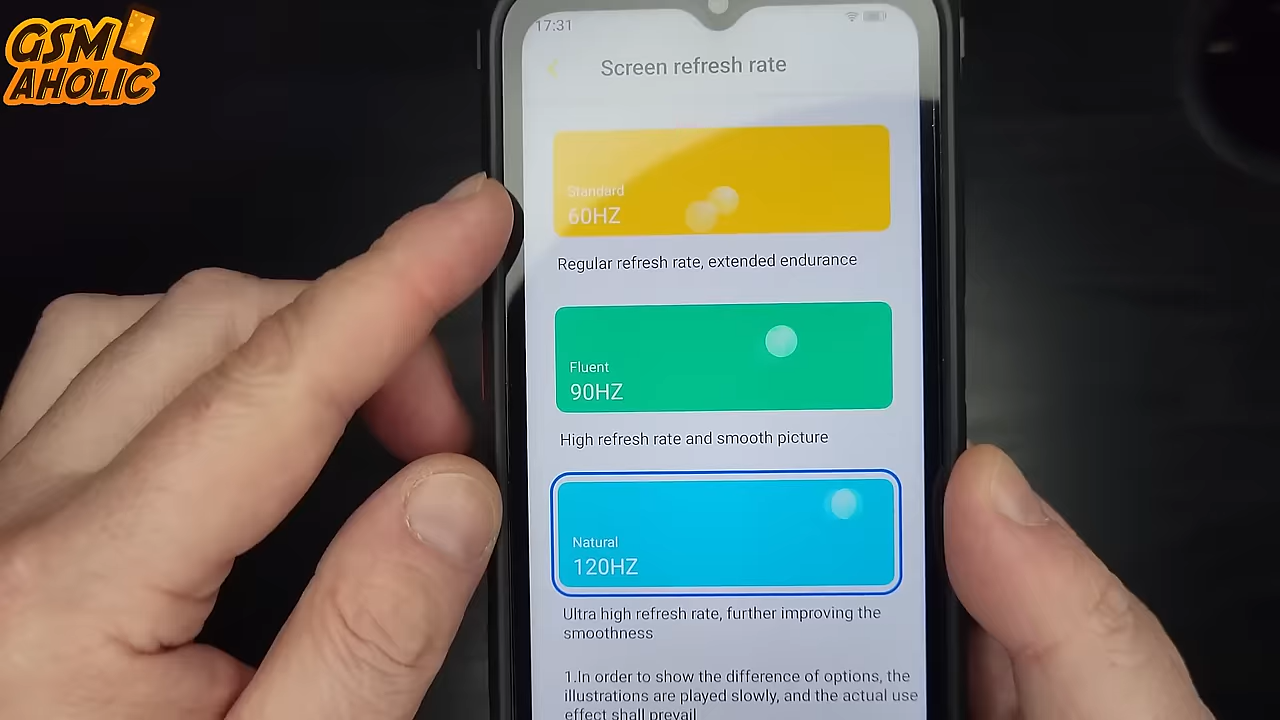 GSM
AHOLIC
17:31
Screen refresh rate
Standard
60HZ
Regular refresh rate, extended endurance
Fluent
90HZ
High refresh rate and smooth picture
Natural
120HZ
Ultra high refresh rate, further improving the
smoothness
1.In order to show the difference of options, the
illustrations are played slowly, and the actual use
effect shall prevail